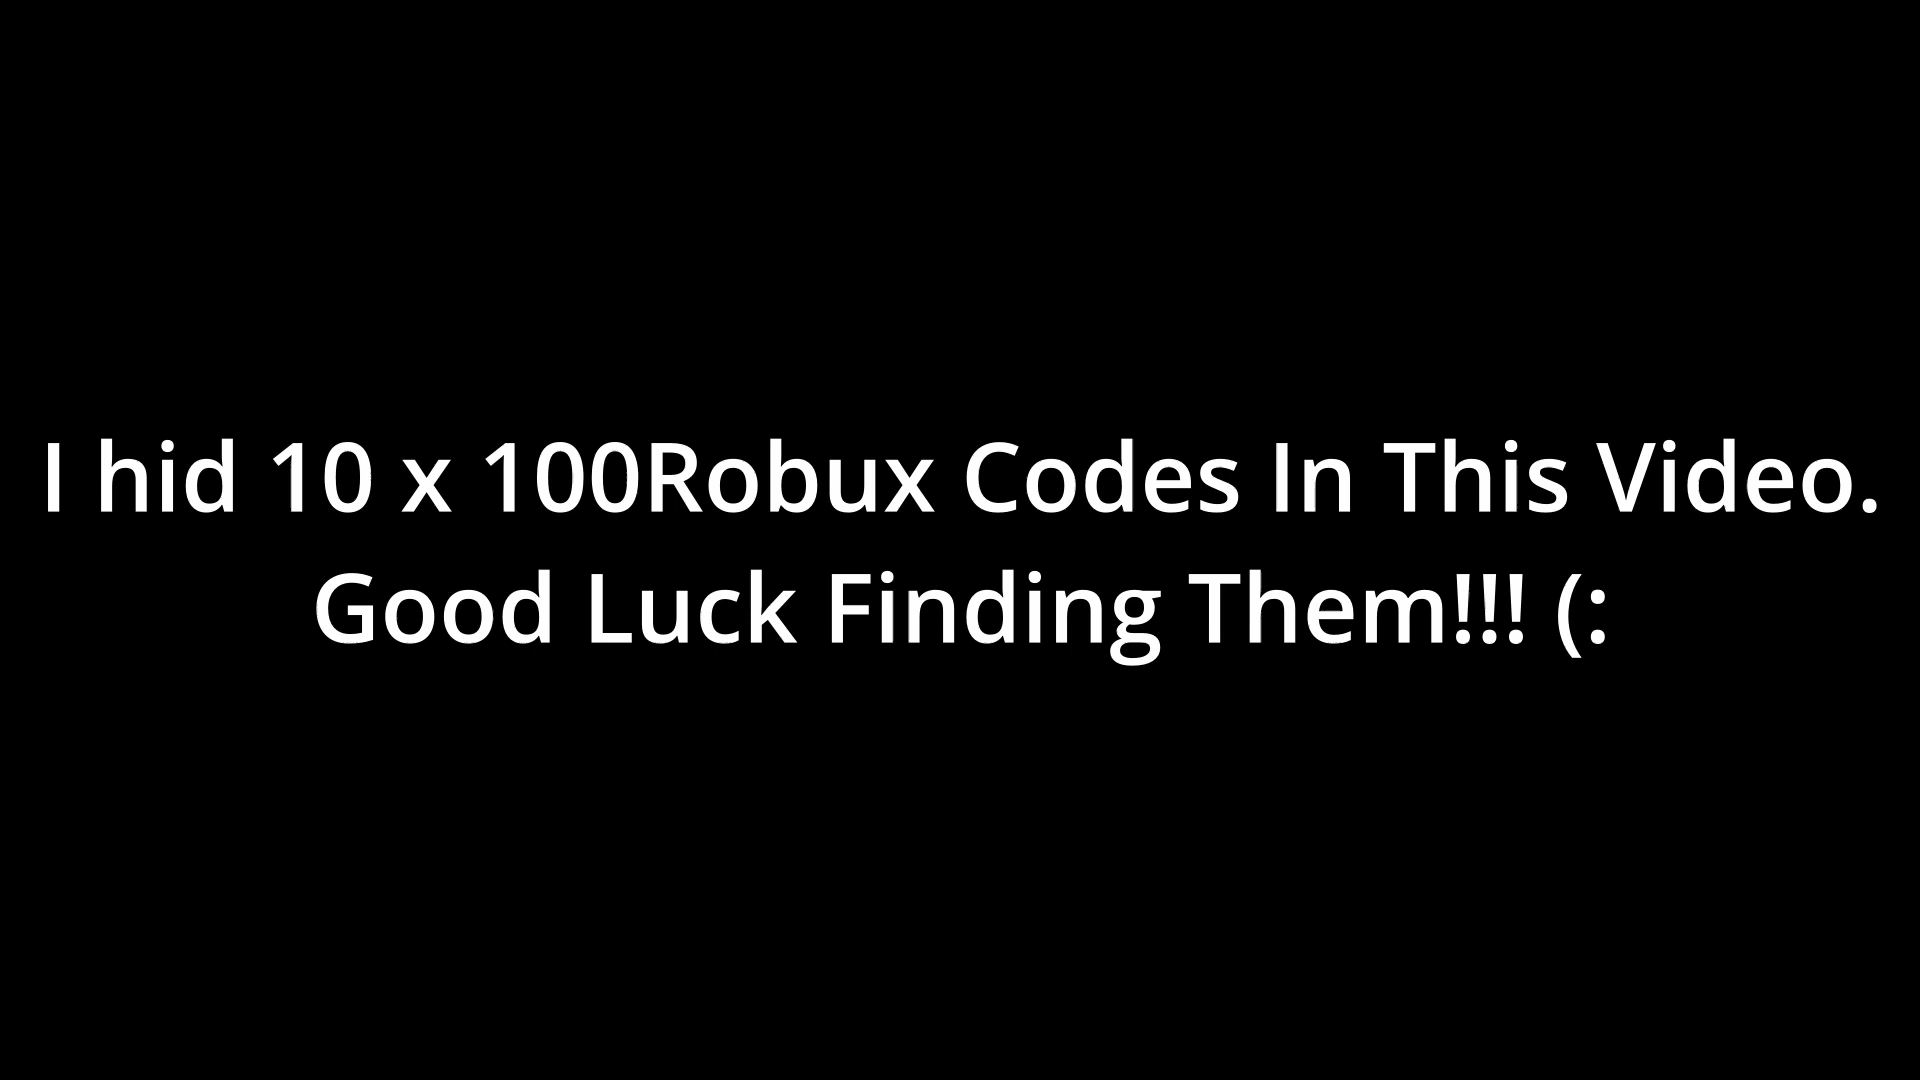 I hid 10 x 100Robux Codes In This Video.
Good Luck Finding Them!!! (: